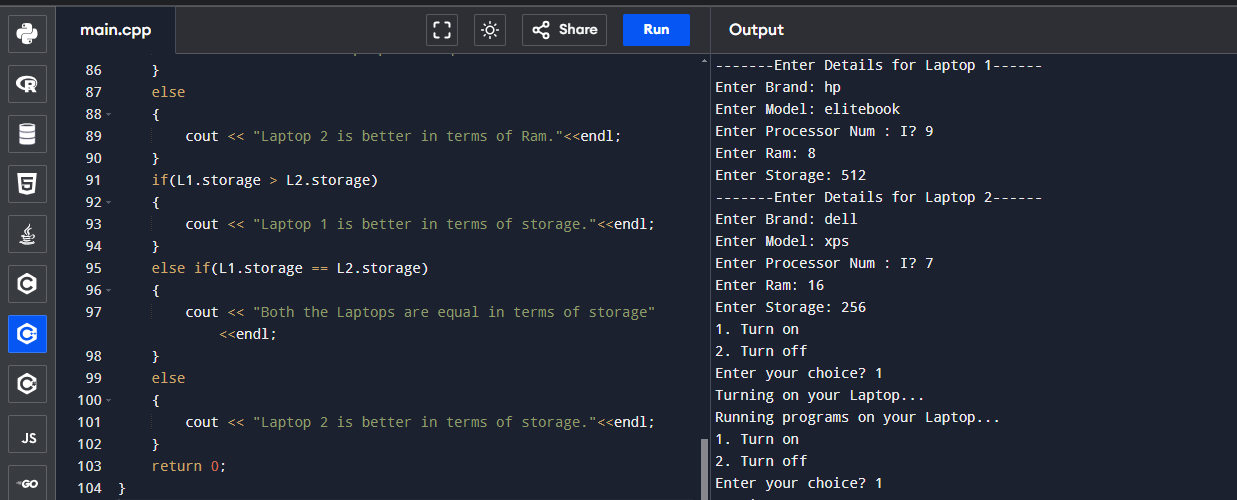 main.cpp
Share
Run
Output
86 }
87 else
88 {
89 cout << "Laptop 2 is better in terms of Ram."<<endl;
90 }
91 if(L1.storage > L2.storage)
92 {
93 cout << "Laptop 1 is better in terms of storage."<<endl;
94 }
95 else if(L1.storage == L2.storage)
96 {
97 cout << "Both the Laptops are equal in terms of storage"
<<endl;
98 }
99 else
100 {
101 cout << "Laptop 2 is better in terms of storage."<<endl;
102 }
103 return 0;
104 }
-------Enter Details for Laptop 1------
Enter Brand: hp
Enter Model: elitebook
Enter Processor Num : I? 9
Enter Ram: 8
Enter Storage: 512
-------Enter Details for Laptop 2------
Enter Brand: dell
Enter Model: xps
Enter Processor Num : I? 7
Enter Ram: 16
Enter Storage: 256
1. Turn on
2. Turn off
Enter your choice? 1
Turning on your Laptop...
Running programs on your Laptop...
1. Turn on
2. Turn off
Enter your choice? 1
R
5
C
C
C
JS
GO